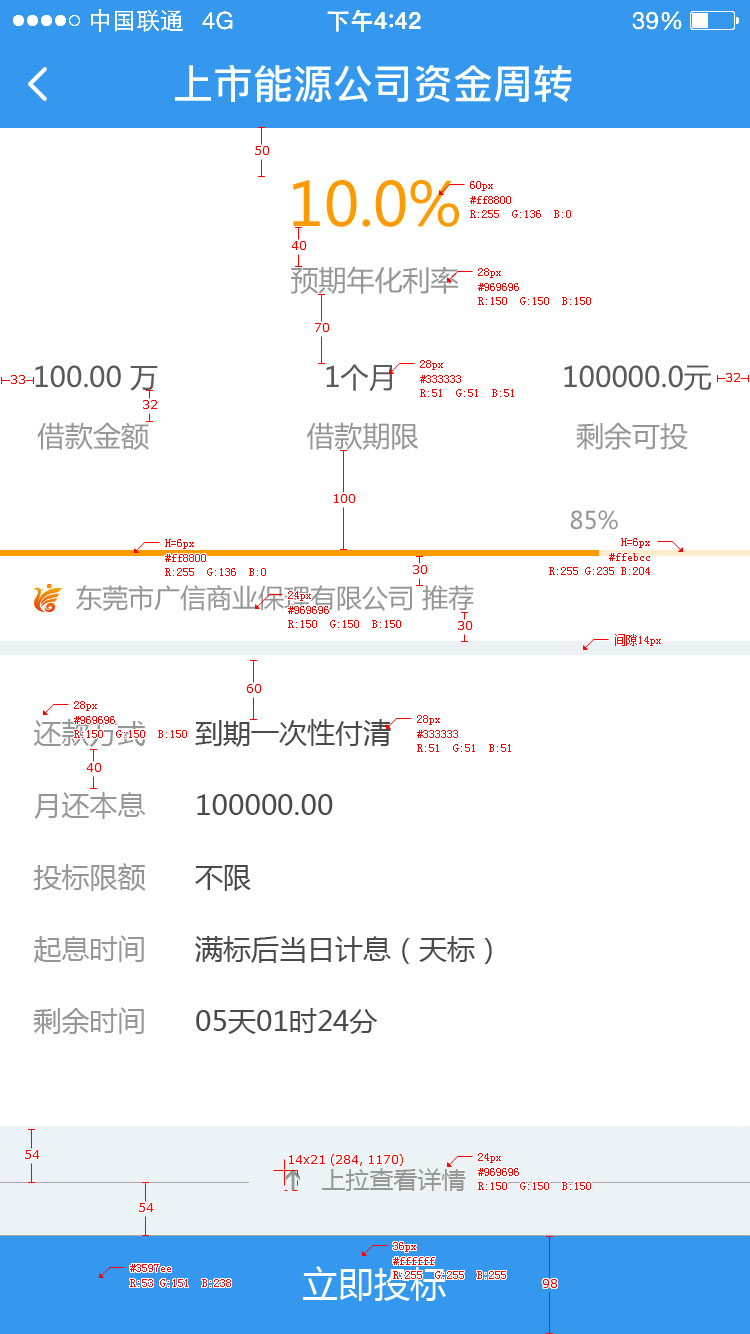 中国联通 4G 下午4:42 39%
上市能源公司资金周转
50
10.0%
60px
#ff8800
R:255 G:136 B:0
40
预期年化利率
28px
#969696
R:150 G:150 B:150
70
33 100.00 万 1个月 100000.0元 32
28px
#333333
R:51 G:51 B:51
32
借款金额 借款期限 剩余可投
100
85%
H=6px
#ff8800
R:255 G:136 B:0
H=6px
#ffebcc
R:255 G:235 B:204
30
东莞市广信商业保理有限公司 推荐
24px
#969696
R:150 G:150 B:150
30
间隙14px
60
28px
#969696
R:150 G:150 B:150
还款方式 到期一次性付清
28px
#333333
R:51 G:51 B:51
40
月还本息 100000.00
投标限额 不限
起息时间 满标后当日计息（天标）
剩余时间 05天01时24分
54
14x21 (284, 1170)
上拉查看详情
24px
#969696
R:150 G:150 B:150
54
#3597ee
R:53 G:151 B:238
36px
#ffffff
R:255 G:255 B:255
立即投标
98